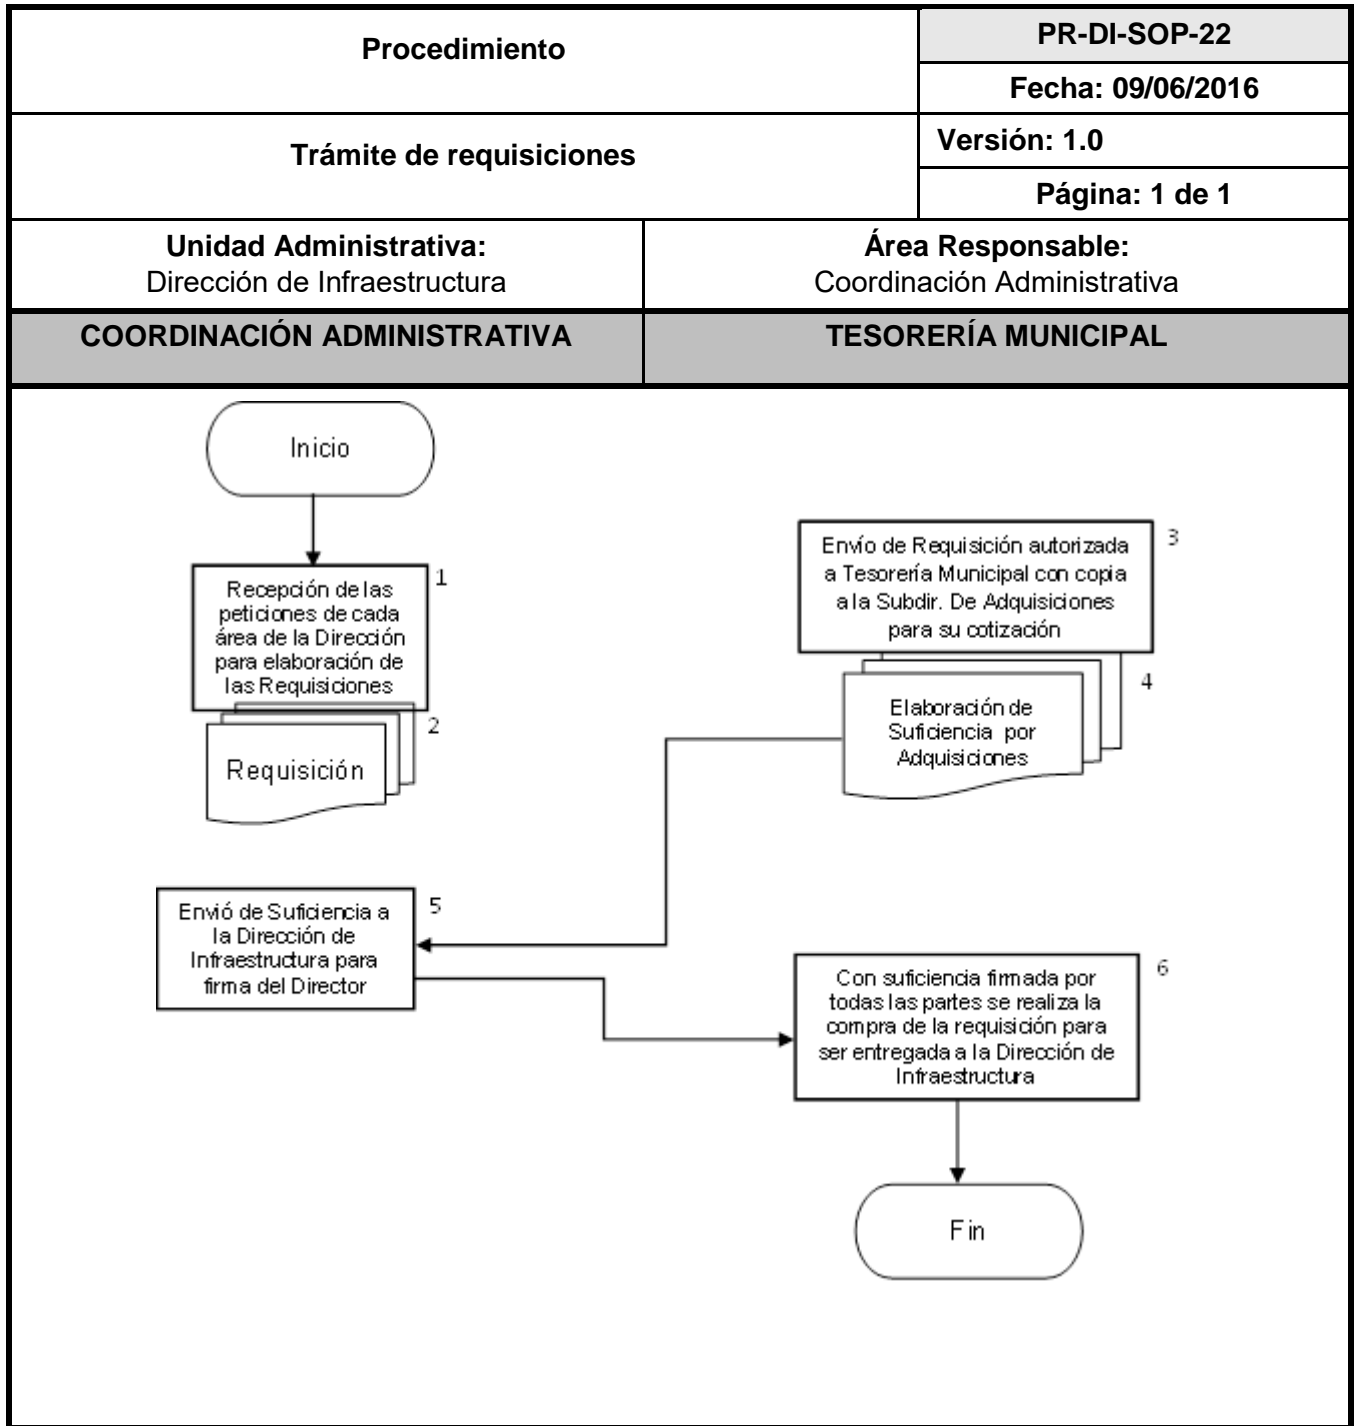 Procedimiento
PR-DI-SOP-22
Fecha: 09/06/2016
Trámite de requisiciones
Versión: 1.0
Página: 1 de 1
Unidad Administrativa:
Dirección de Infraestructura
Área Responsable:
Coordinación Administrativa
COORDINACIÓN ADMINISTRATIVA
TESORERÍA MUNICIPAL
Inicio
1
Recepción de las
peticiones de cada
área de la Dirección
para elaboración de
las Requisiciones
2
Requisición
3
Envío de Requisición autorizada
a Tesorería Municipal con copia
a la Subdir. De Adquisiciones
para su cotización
4
Elaboración de
Suficiencia por
Adquisiciones
5
Envió de Suficiencia a
la Dirección de
Infraestructura para
firma del Director
6
Con suficiencia firmada por
todas las partes se realiza la
compra de la requisición para
ser entregada a la Dirección de
Infraestructura
Fin